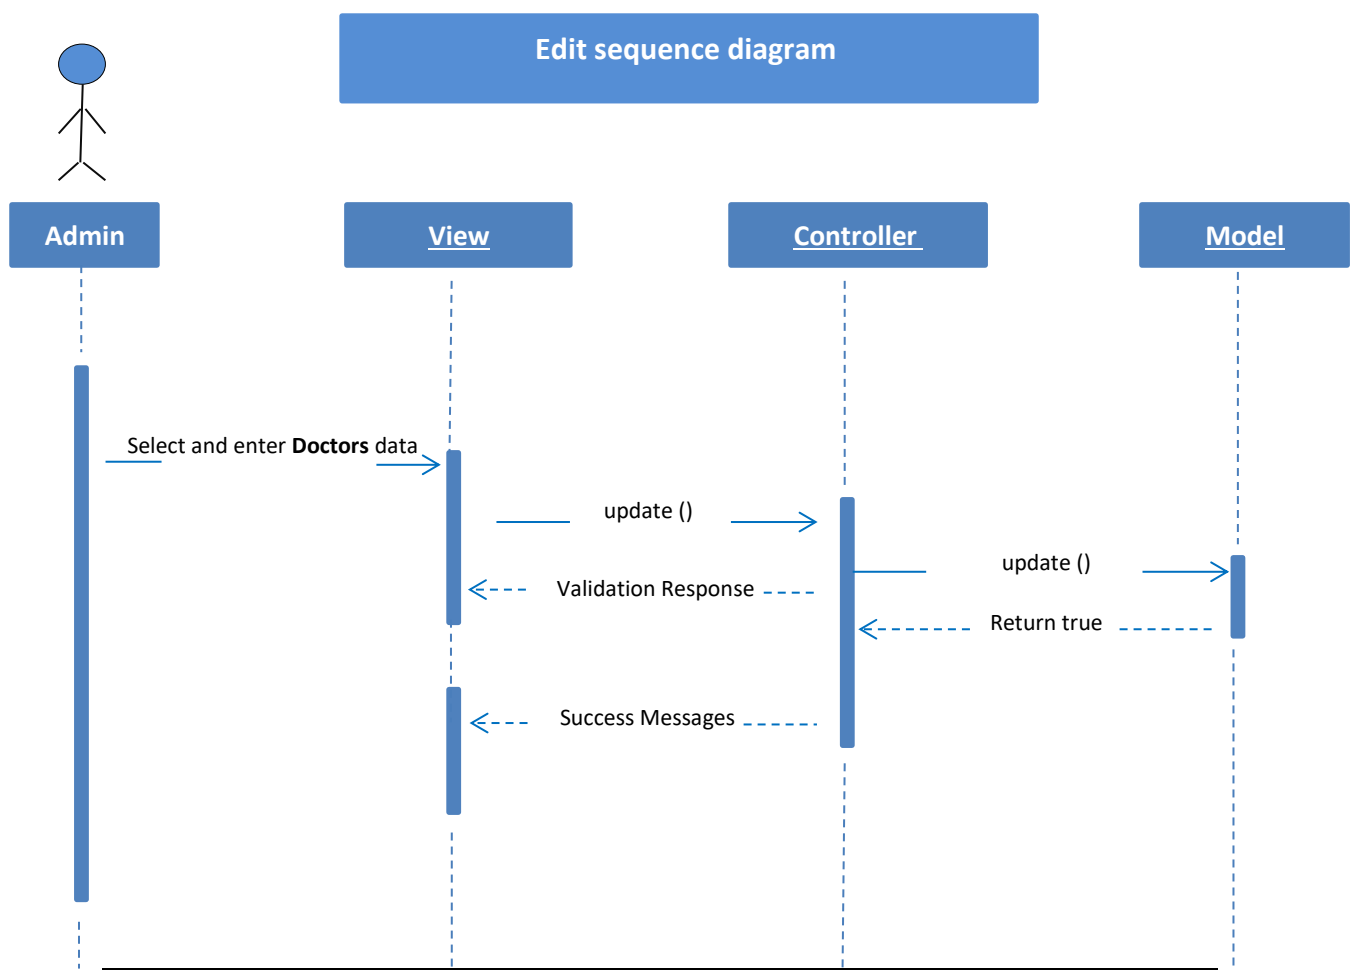 Edit sequence diagram
Admin
View
Controller
Model
Select and enter Doctors data
update ()
update ()
Validation Response
Return true
Success Messages